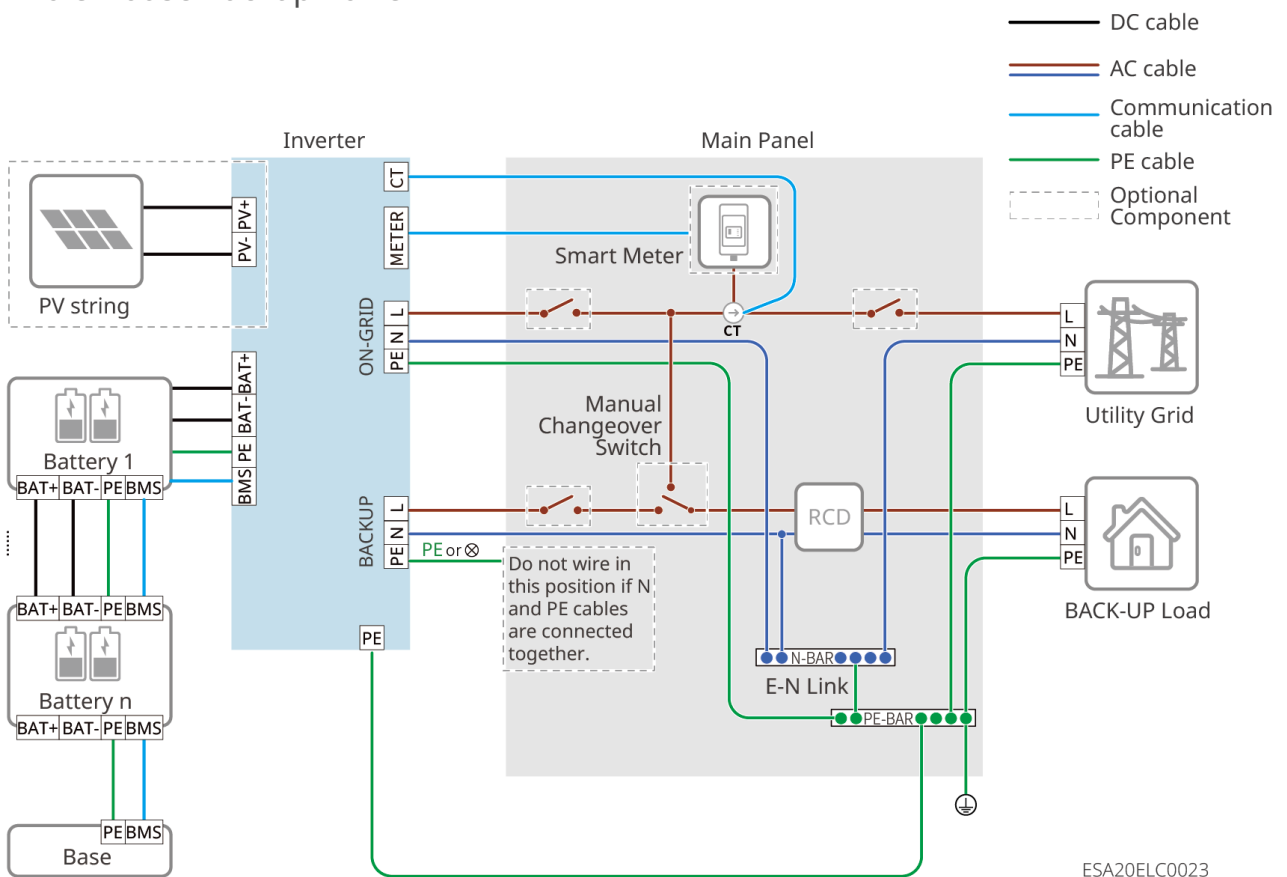 DC cable
AC cable
Communication
cable
PE cable
Optional
Component
Inverter
Main Panel
CT
METER
PV+
PV-
PV string
Smart Meter
CT
ON-GRID
L
N
PE
L
N
PE
Utility Grid
BAT+
BAT-
PE
BMS
Battery 1
BAT+ BAT- PE BMS
Manual
Changeover
Switch
BACKUP
L
N
PE
PE or ⊗
RCD
L
N
PE
BACK-UP Load
Do not wire in
this position if N
and PE cables
are connected
together.
BAT+ BAT- PE BMS
Battery n
BAT+ BAT- PE BMS
PE
N-BAR
E-N Link
PE-BAR
PE BMS
Base
ESA20ELC0023